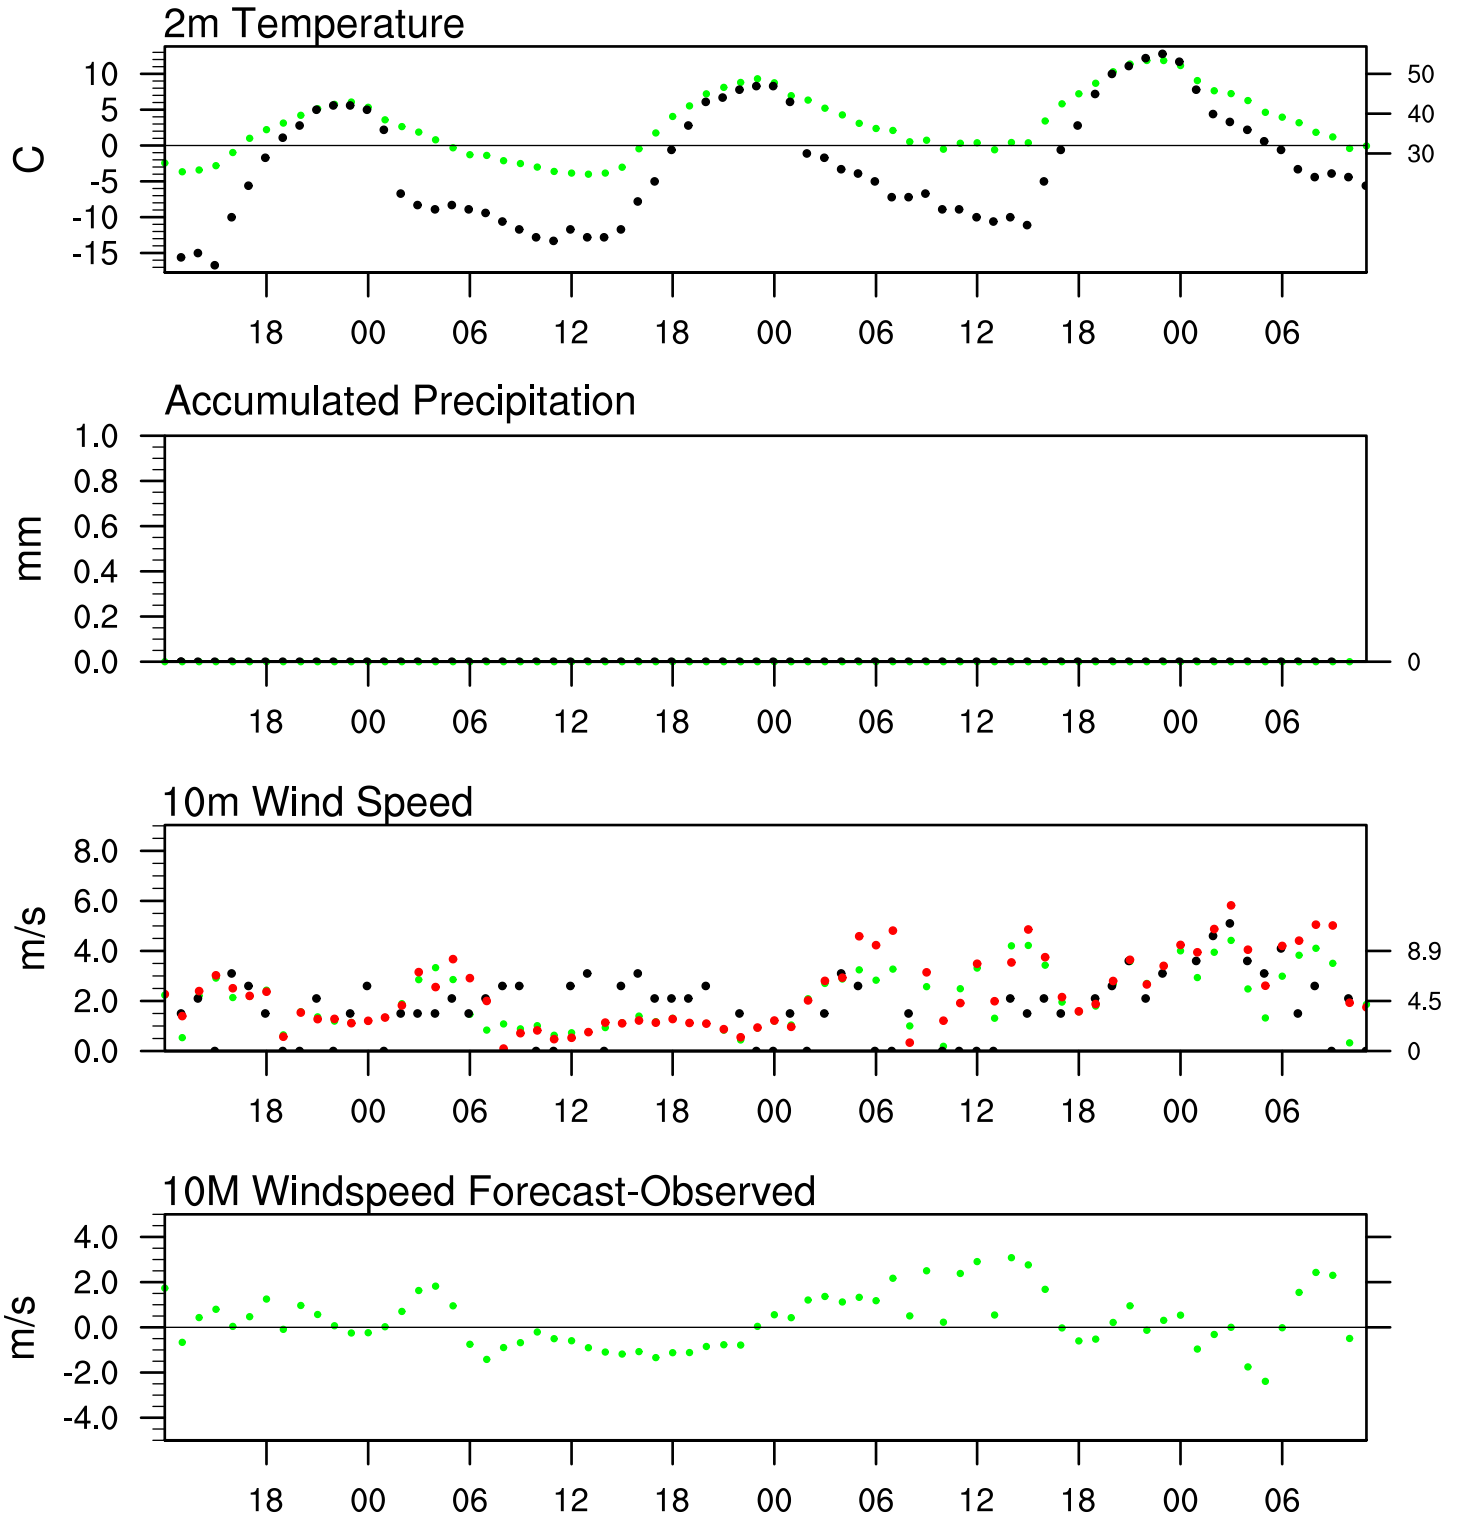 2m Temperature
10
5
0
-5
-10
-15
C
50
40
30
18 00 06 12 18 00 06 12 18 00 06
Accumulated Precipitation
1.0
0.8
0.6
0.4
0.2
0.0
mm
0
18 00 06 12 18 00 06 12 18 00 06
10m Wind Speed
8.0
6.0
4.0
2.0
0.0
m/s
8.9
4.5
0
18 00 06 12 18 00 06 12 18 00 06
10M Windspeed Forecast-Observed
4.0
2.0
0.0
-2.0
-4.0
m/s
18 00 06 12 18 00 06 12 18 00 06